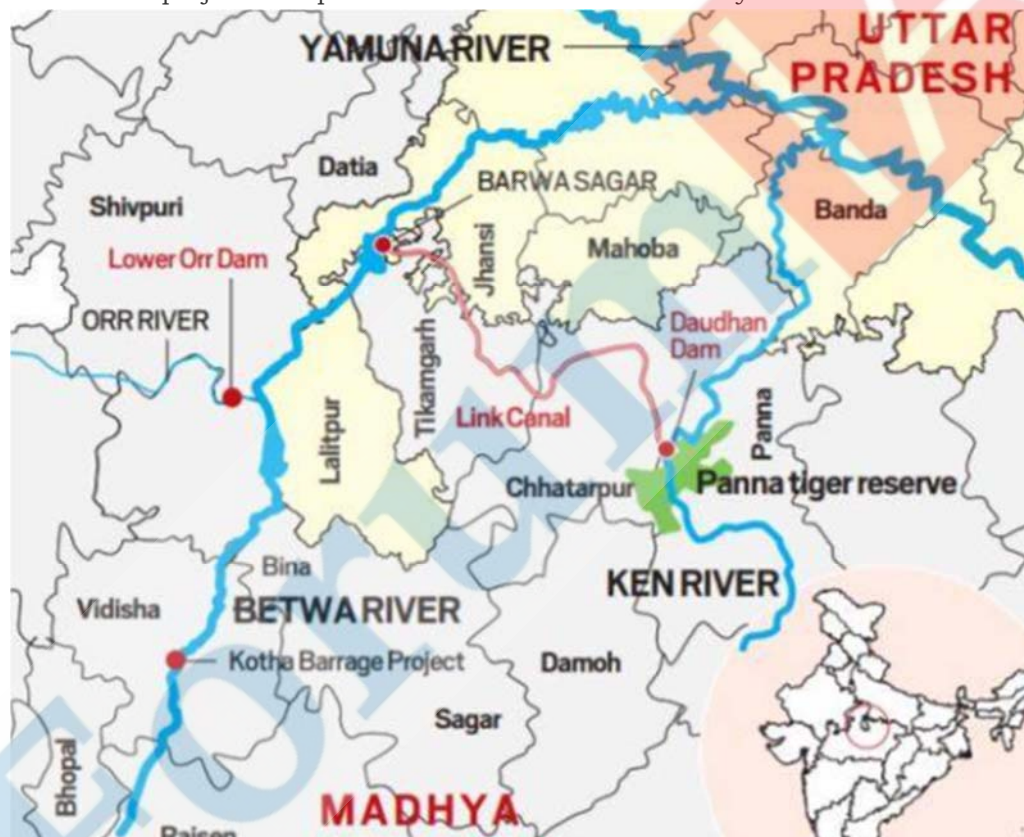 UTTAR
PRADESH
YAMUNA RIVER
Datia
BARWA SAGAR
Shivpuri
Banda
Lower Orr Dam
Jhansi
Mahoba
ORR RIVER
Daudhan
Dam
Tikamgarh
Lalitpur
Link Canal
Panna
Chhatarpur
Panna tiger reserve
Bina
KEN RIVER
Vidisha
BETWA RIVER
Kotha Barrage Project
Damoh
Sagar
Bhopal
MADHYA
Raisen